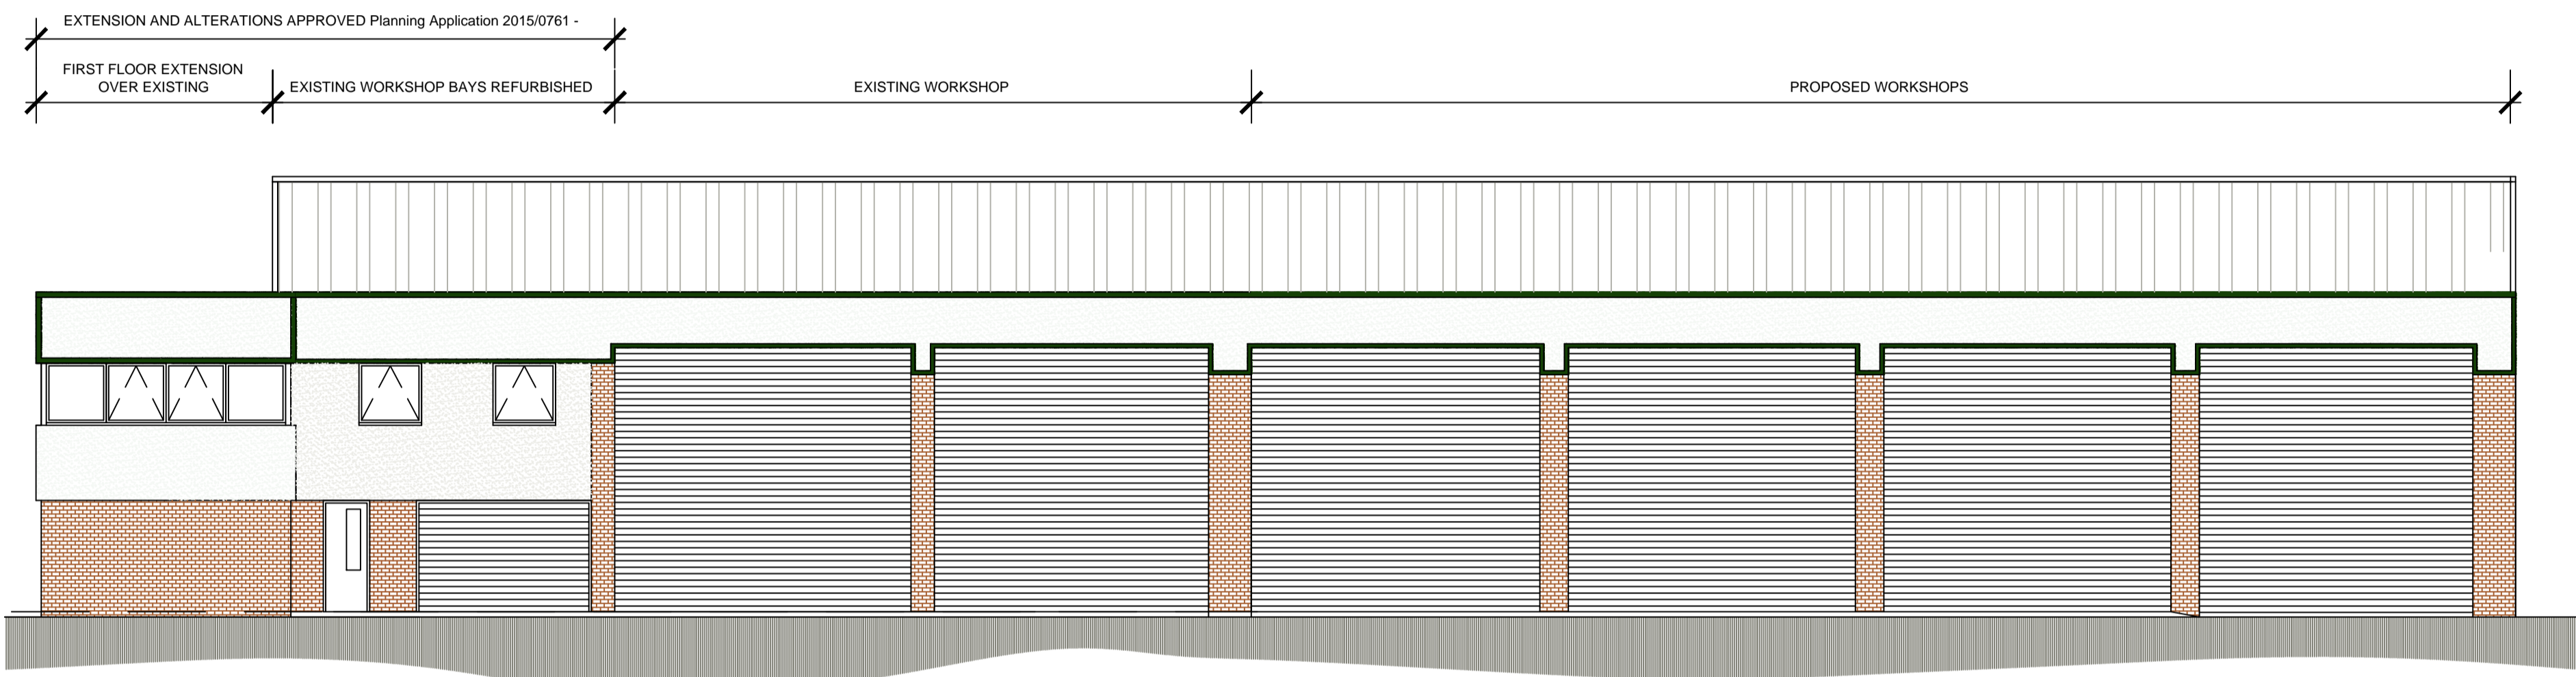 EXTENSION AND ALTERATIONS APPROVED Planning Application 2015/0761 -
FIRST FLOOR EXTENSION
OVER EXISTING
EXISTING WORKSHOP BAYS REFURBISHED
EXISTING WORKSHOP
PROPOSED WORKSHOPS